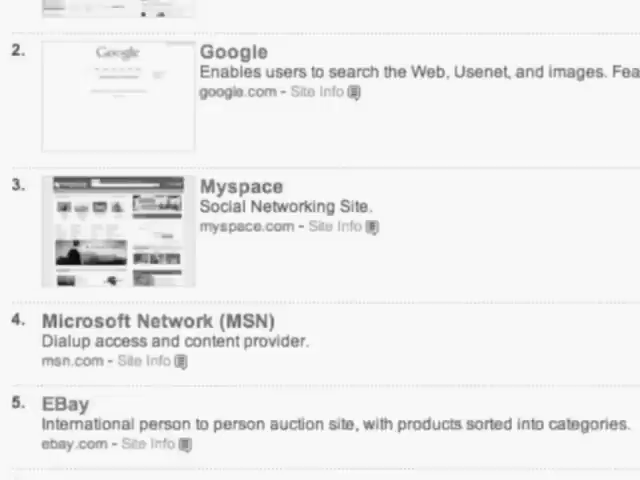 2.
Google
Google
Enables users to search the Web, Usenet, and images. Fea
google.com - Site Info
3.
Myspace
Social Networking Site.
myspace.com - Site Info
4.
Microsoft Network (MSN)
Dialup access and content provider.
msn.com - Site Info
5.
EBay
International person to person auction site, with products sorted into categories.
ebay.com - Site Info